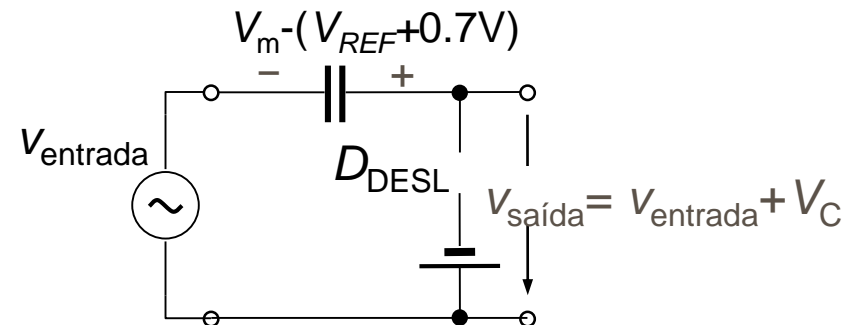 Vm-(VREF+0.7V)
− +
ventrada
DDESL
vsaída= ventrada+VC